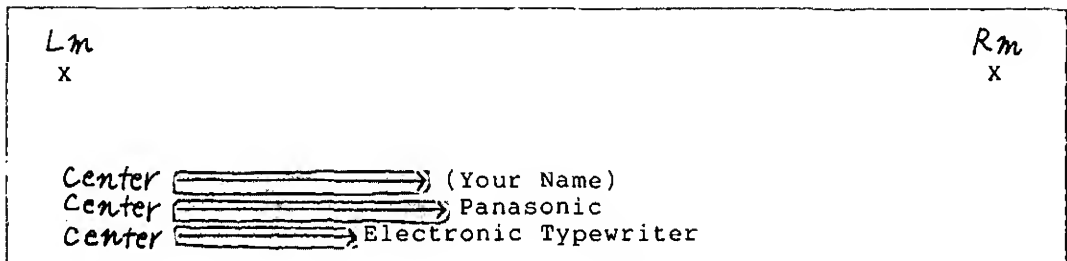 Lm Rm
x x
Center (Your Name)
Center Panasonic
Center Electronic Typewriter